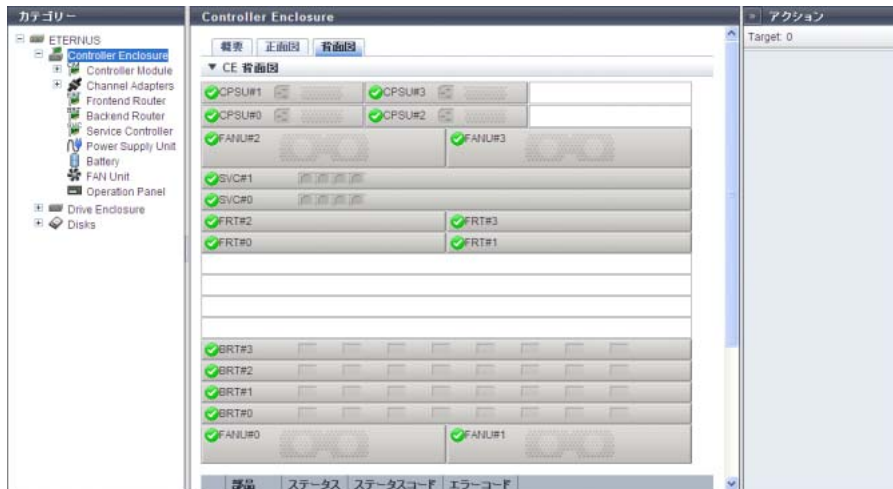 カテゴリー
ETERNUS
Controller Enclosure
Controller Module
Channel Adapters
Frontend Router
Backend Router
Service Controller
Power Supply Unit
Battery
FAN Unit
Operation Panel
Drive Enclosure
Disks
Controller Enclosure
概要 正面図 背面図
▼ CE 背面図
CPSU#1 CPSU#3
CPSU#0 CPSU#2
FANU#2 FANU#3
SVC#1
SVC#0
FRT#2 FRT#3
FRT#0 FRT#1
BRT#3
BRT#2
BRT#1
BRT#0
FANU#0 FANU#1
部品 ステータス ステータスコード エラーコード
» アクション
Target: 0